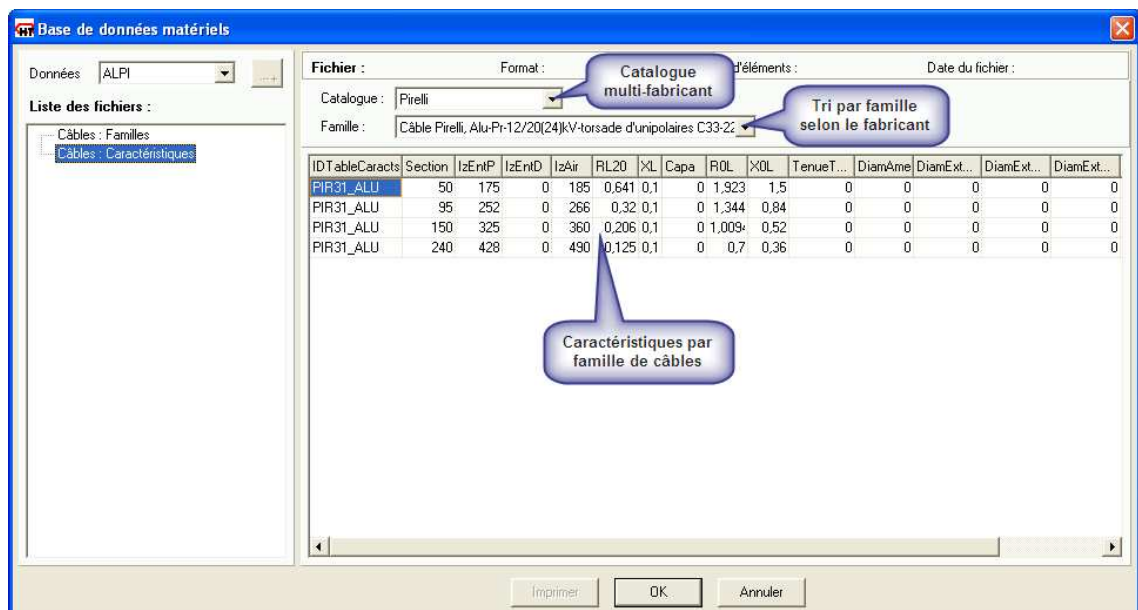 HT Base de données matériels
Données ALPI ...
Liste des fichiers :
Câbles : Familles
Câbles : Caractéristiques
Fichier : Format : d'éléments : Date du fichier :
Catalogue : Pirelli
Famille : Câble Pirelli, Alu-Pr-12/20(24)kV-torsade d'unipolaires C33-22
Catalogue
multi-fabricant
Tri par famille
selon le fabricant
IDTableCaracts Section IzEntP IzEntD IzAir RL20 XL Capa R0L X0L TenueT... DiamAme DiamExt... DiamExt... DiamExt...
PIR31_ALU 50 175 0 185 0,641 0,1 0 1,923 1,5 0 0 0 0 0
PIR31_ALU 95 252 0 266 0,32 0,1 0 1,344 0,84 0 0 0 0 0
PIR31_ALU 150 325 0 360 0,206 0,1 0 1,009 0,52 0 0 0 0 0
PIR31_ALU 240 428 0 490 0,125 0,1 0 0,7 0,36 0 0 0 0 0
Caractéristiques par
famille de câbles
Imprimer OK Annuler